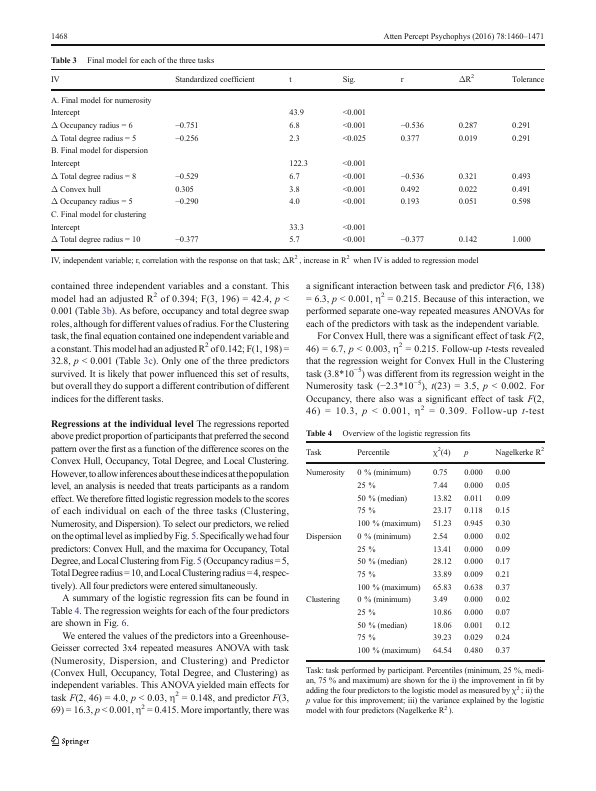 1468 Atten Percept Psychophys (2016) 78:1460–1471
Table 3 Final model for each of the three tasks
IV Standardized coefficient t Sig. r ΔR² Tolerance
A. Final model for numerosity
Intercept 43.9 <0.001
Δ Occupancy radius = 6 −0.751 6.8 <0.001 −0.536 0.287 0.291
Δ Total degree radius = 5 −0.256 2.3 <0.025 0.377 0.019 0.291
B. Final model for dispersion
Intercept 122.3 <0.001
Δ Total degree radius = 8 −0.529 6.7 <0.001 −0.536 0.321 0.493
Δ Convex hull 0.305 3.8 <0.001 0.492 0.022 0.491
Δ Occupancy radius = 5 −0.290 4.0 <0.001 0.193 0.051 0.598
C. Final model for clustering
Intercept 33.3 <0.001
Δ Total degree radius = 10 −0.377 5.7 <0.001 −0.377 0.142 1.000
IV, independent variable; r, correlation with the response on that task; ΔR², increase in R² when IV is added to regression model
contained three independent variables and a constant. This
model had an adjusted R² of 0.394; F(3, 196) = 42.4, p <
0.001 (Table 3b). As before, occupancy and total degree swap
roles, although for different values of radius. For the Clustering
task, the final equation contained one independent variable and
a constant. This model had an adjusted R² of 0.142; F(1, 198) =
32.8, p < 0.001 (Table 3c). Only one of the three predictors
survived. It is likely that power influenced this set of results,
but overall they do support a different contribution of different
indices for the different tasks.
Regressions at the individual level The regressions reported
above predict proportion of participants that preferred the second
pattern over the first as a function of the difference scores on the
Convex Hull, Occupancy, Total Degree, and Local Clustering.
However, to allow inferences about these indices at the population
level, an analysis is needed that treats participants as a random
effect. We therefore fitted logistic regression models to the scores
of each individual on each of the three tasks (Clustering,
Numerosity, and Dispersion). To select our predictors, we relied
on the optimal level as implied by Fig. 5. Specifically we had four
predictors: Convex Hull, and the maxima for Occupancy, Total
Degree, and Local Clustering from Fig. 5 (Occupancy radius = 5,
Total Degree radius = 10, and Local Clustering radius = 4, respec-
tively). All four predictors were entered simultaneously.
A summary of the logistic regression fits can be found in
Table 4. The regression weights for each of the four predictors
are shown in Fig. 6.
We entered the values of the predictors into a Greenhouse-
Geisser corrected 3x4 repeated measures ANOVA with task
(Numerosity, Dispersion, and Clustering) and Predictor
(Convex Hull, Occupancy, Total Degree, and Clustering) as
independent variables. This ANOVA yielded main effects for
task F(2, 46) = 4.0, p < 0.03, η² = 0.148, and predictor F(3,
69) = 16.3, p < 0.001, η² = 0.415. More importantly, there was
a significant interaction between task and predictor F(6, 138)
= 6.3, p < 0.001, η² = 0.215. Because of this interaction, we
performed separate one-way repeated measures ANOVAs for
each of the predictors with task as the independent variable.
For Convex Hull, there was a significant effect of task F(2,
46) = 6.7, p < 0.003, η² = 0.215. Follow-up t-tests revealed
that the regression weight for Convex Hull in the Clustering
task (3.8*10⁻⁵) was different from its regression weight in the
Numerosity task (−2.3*10⁻⁵), t(23) = 3.5, p < 0.002. For
Occupancy, there also was a significant effect of task F(2,
46) = 10.3, p < 0.001, η² = 0.309. Follow-up t-test
Table 4 Overview of the logistic regression fits
Task Percentile χ²(4) p Nagelkerke R²
Numerosity 0 % (minimum) 0.75 0.000 0.00
25 % 7.44 0.000 0.05
50 % (median) 13.82 0.011 0.09
75 % 23.17 0.118 0.15
100 % (maximum) 51.23 0.945 0.30
Dispersion 0 % (minimum) 2.54 0.000 0.02
25 % 13.41 0.000 0.09
50 % (median) 28.12 0.000 0.17
75 % 33.89 0.009 0.21
100 % (maximum) 65.83 0.638 0.37
Clustering 0 % (minimum) 3.49 0.000 0.02
25 % 10.86 0.000 0.07
50 % (median) 18.06 0.001 0.12
75 % 39.23 0.029 0.24
100 % (maximum) 64.54 0.480 0.37
Task: task performed by participant. Percentiles (minimum, 25 %, medi-
an, 75 % and maximum) are shown for the i) the improvement in fit by
adding the four predictors to the logistic model as measured by χ²; ii) the
p value for this improvement; iii) the variance explained by the logistic
model with four predictors (Nagelkerke R²).
Springer